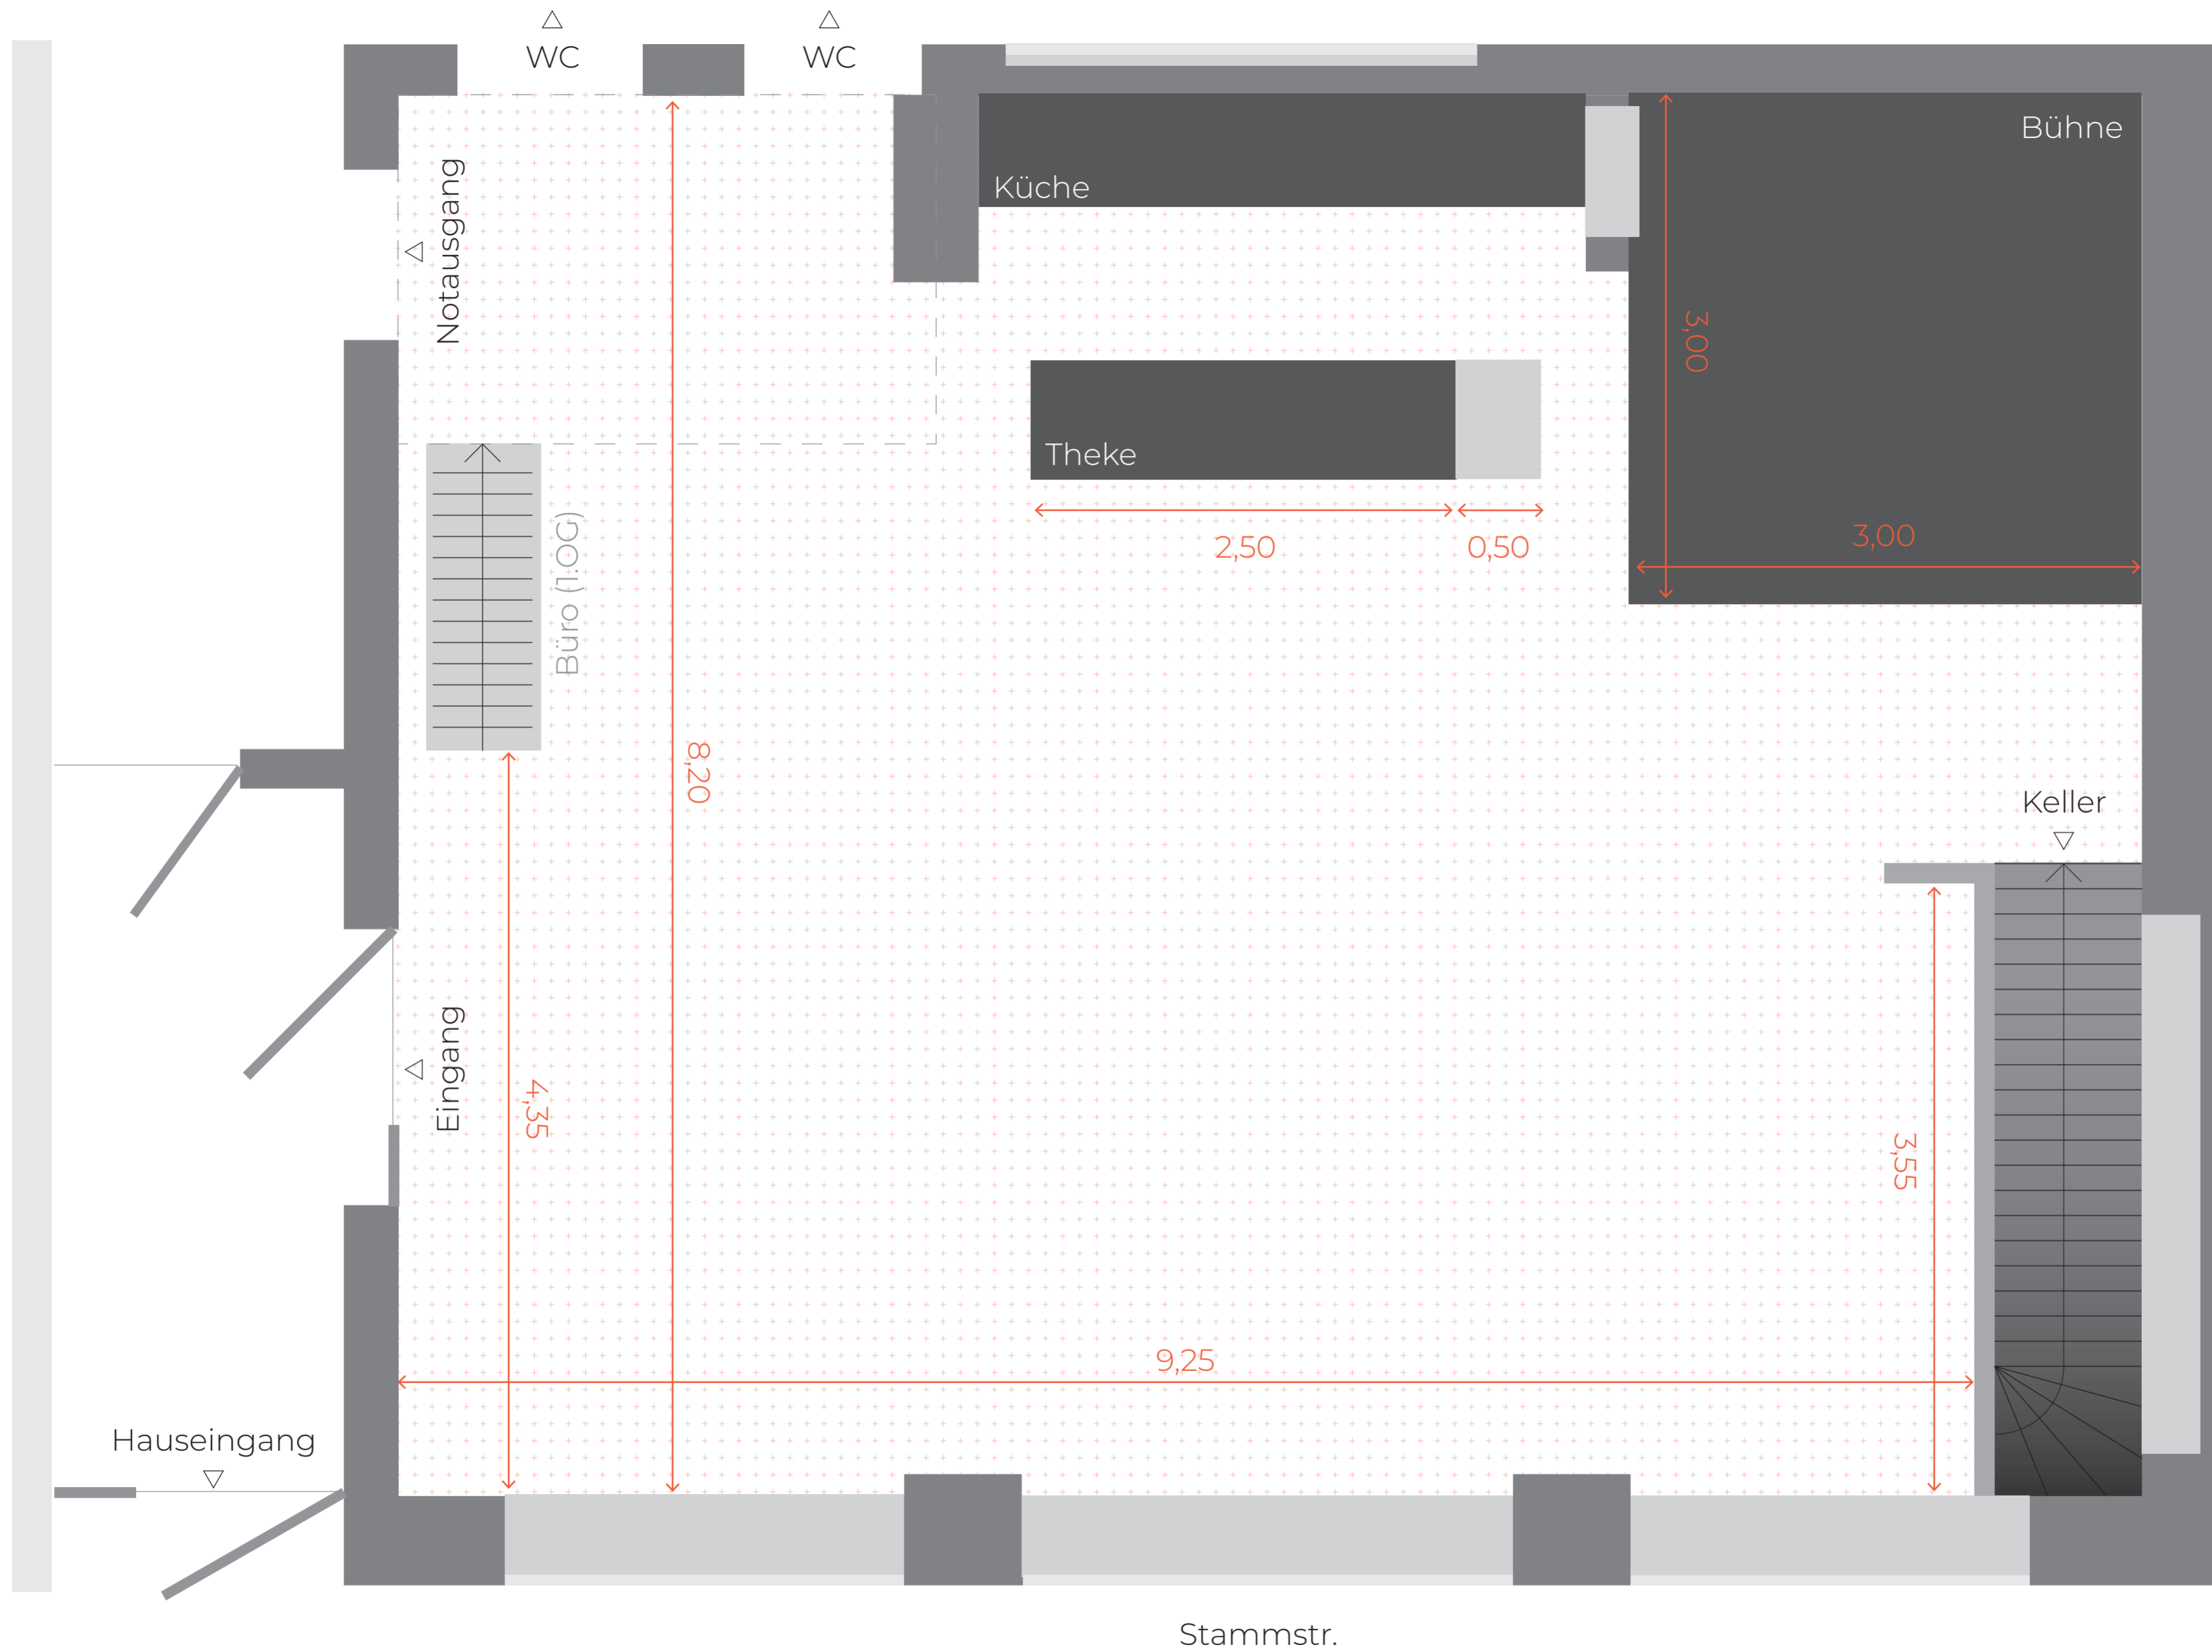 WC
WC
Bühne
Notausgang
Küche
3,00
Theke
3,00
2,50
0,50
Büro (1.OG)
8,20
Keller
Eingang
4,35
3,55
9,25
Hauseingang
Stammstr.